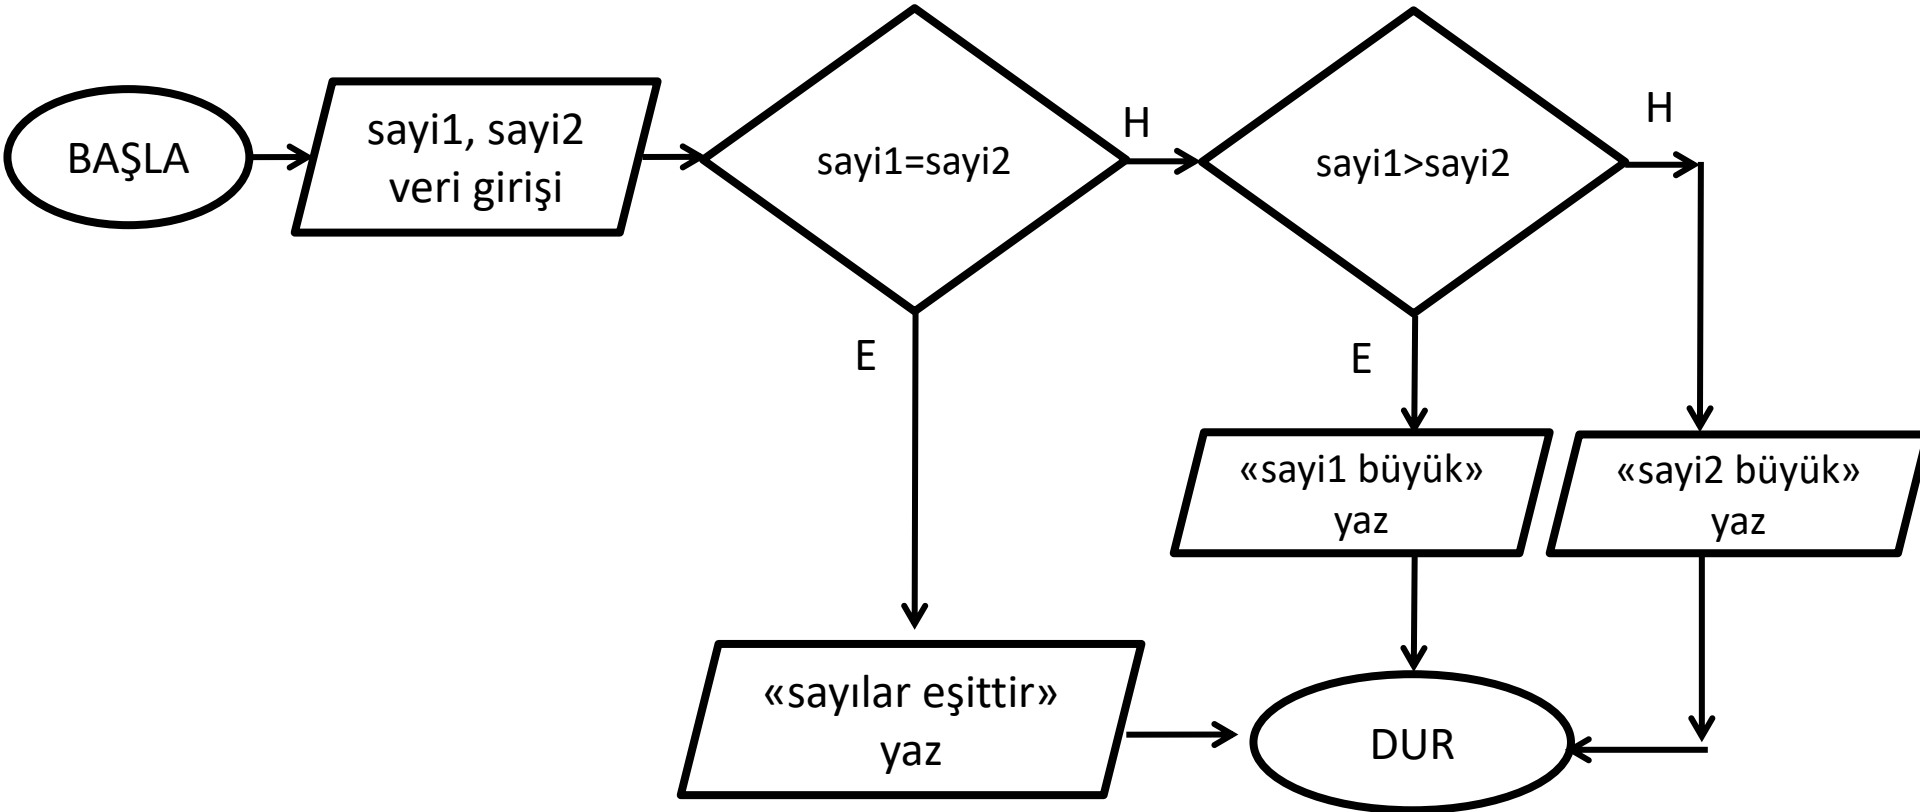 BAŞLA
sayi1, sayi2
veri girişi
sayi1=sayi2
H
sayi1>sayi2
H
E
E
«sayi1 büyük»
yaz
«sayi2 büyük»
yaz
«sayılar eşittir»
yaz
DUR